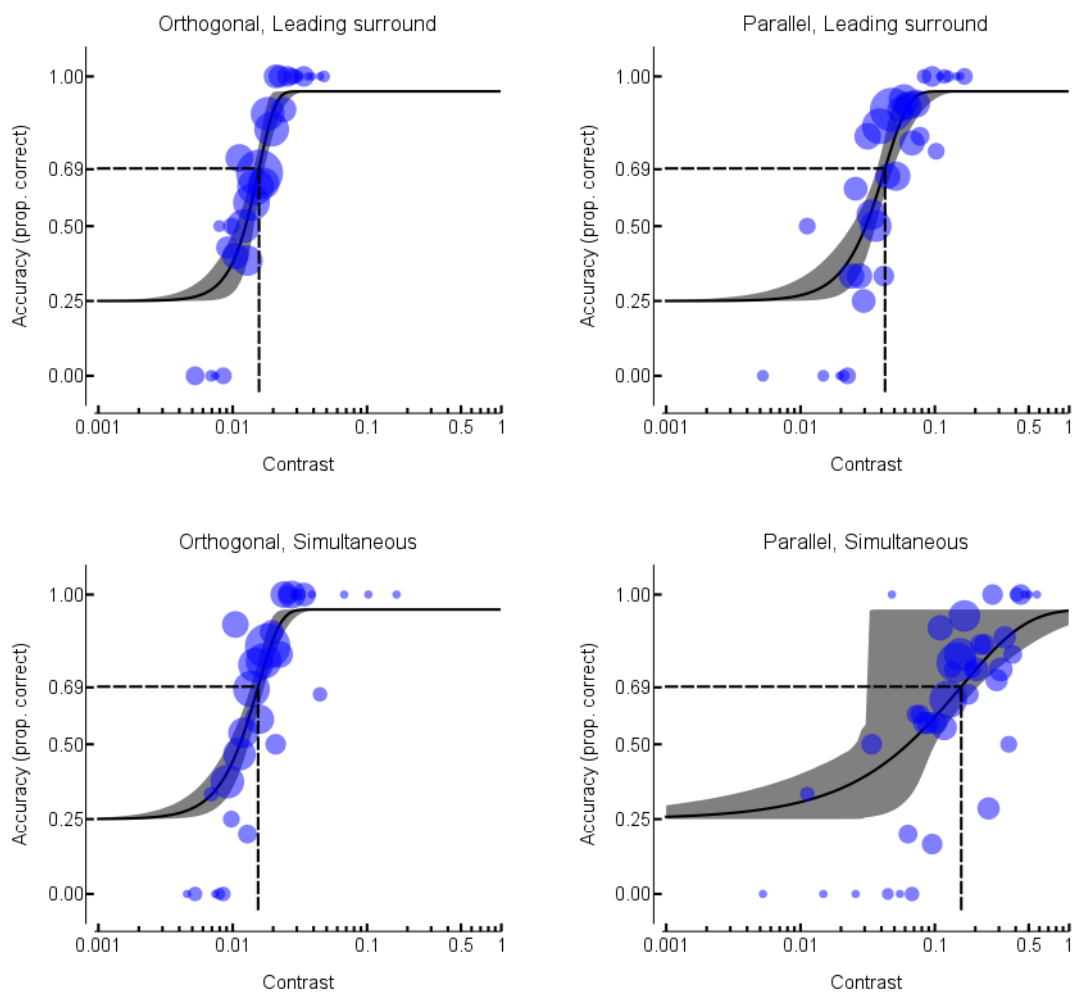 Orthogonal, Leading surround
Accuracy (prop. correct)
1.00
0.69
0.50
0.25
0.00
0.001 0.01 0.1 0.5 1
Contrast
Parallel, Leading surround
Accuracy (prop. correct)
1.00
0.69
0.50
0.25
0.00
0.001 0.01 0.1 0.5 1
Contrast
Orthogonal, Simultaneous
Accuracy (prop. correct)
1.00
0.69
0.50
0.25
0.00
0.001 0.01 0.1 0.5 1
Contrast
Parallel, Simultaneous
Accuracy (prop. correct)
1.00
0.69
0.50
0.25
0.00
0.001 0.01 0.1 0.5 1
Contrast